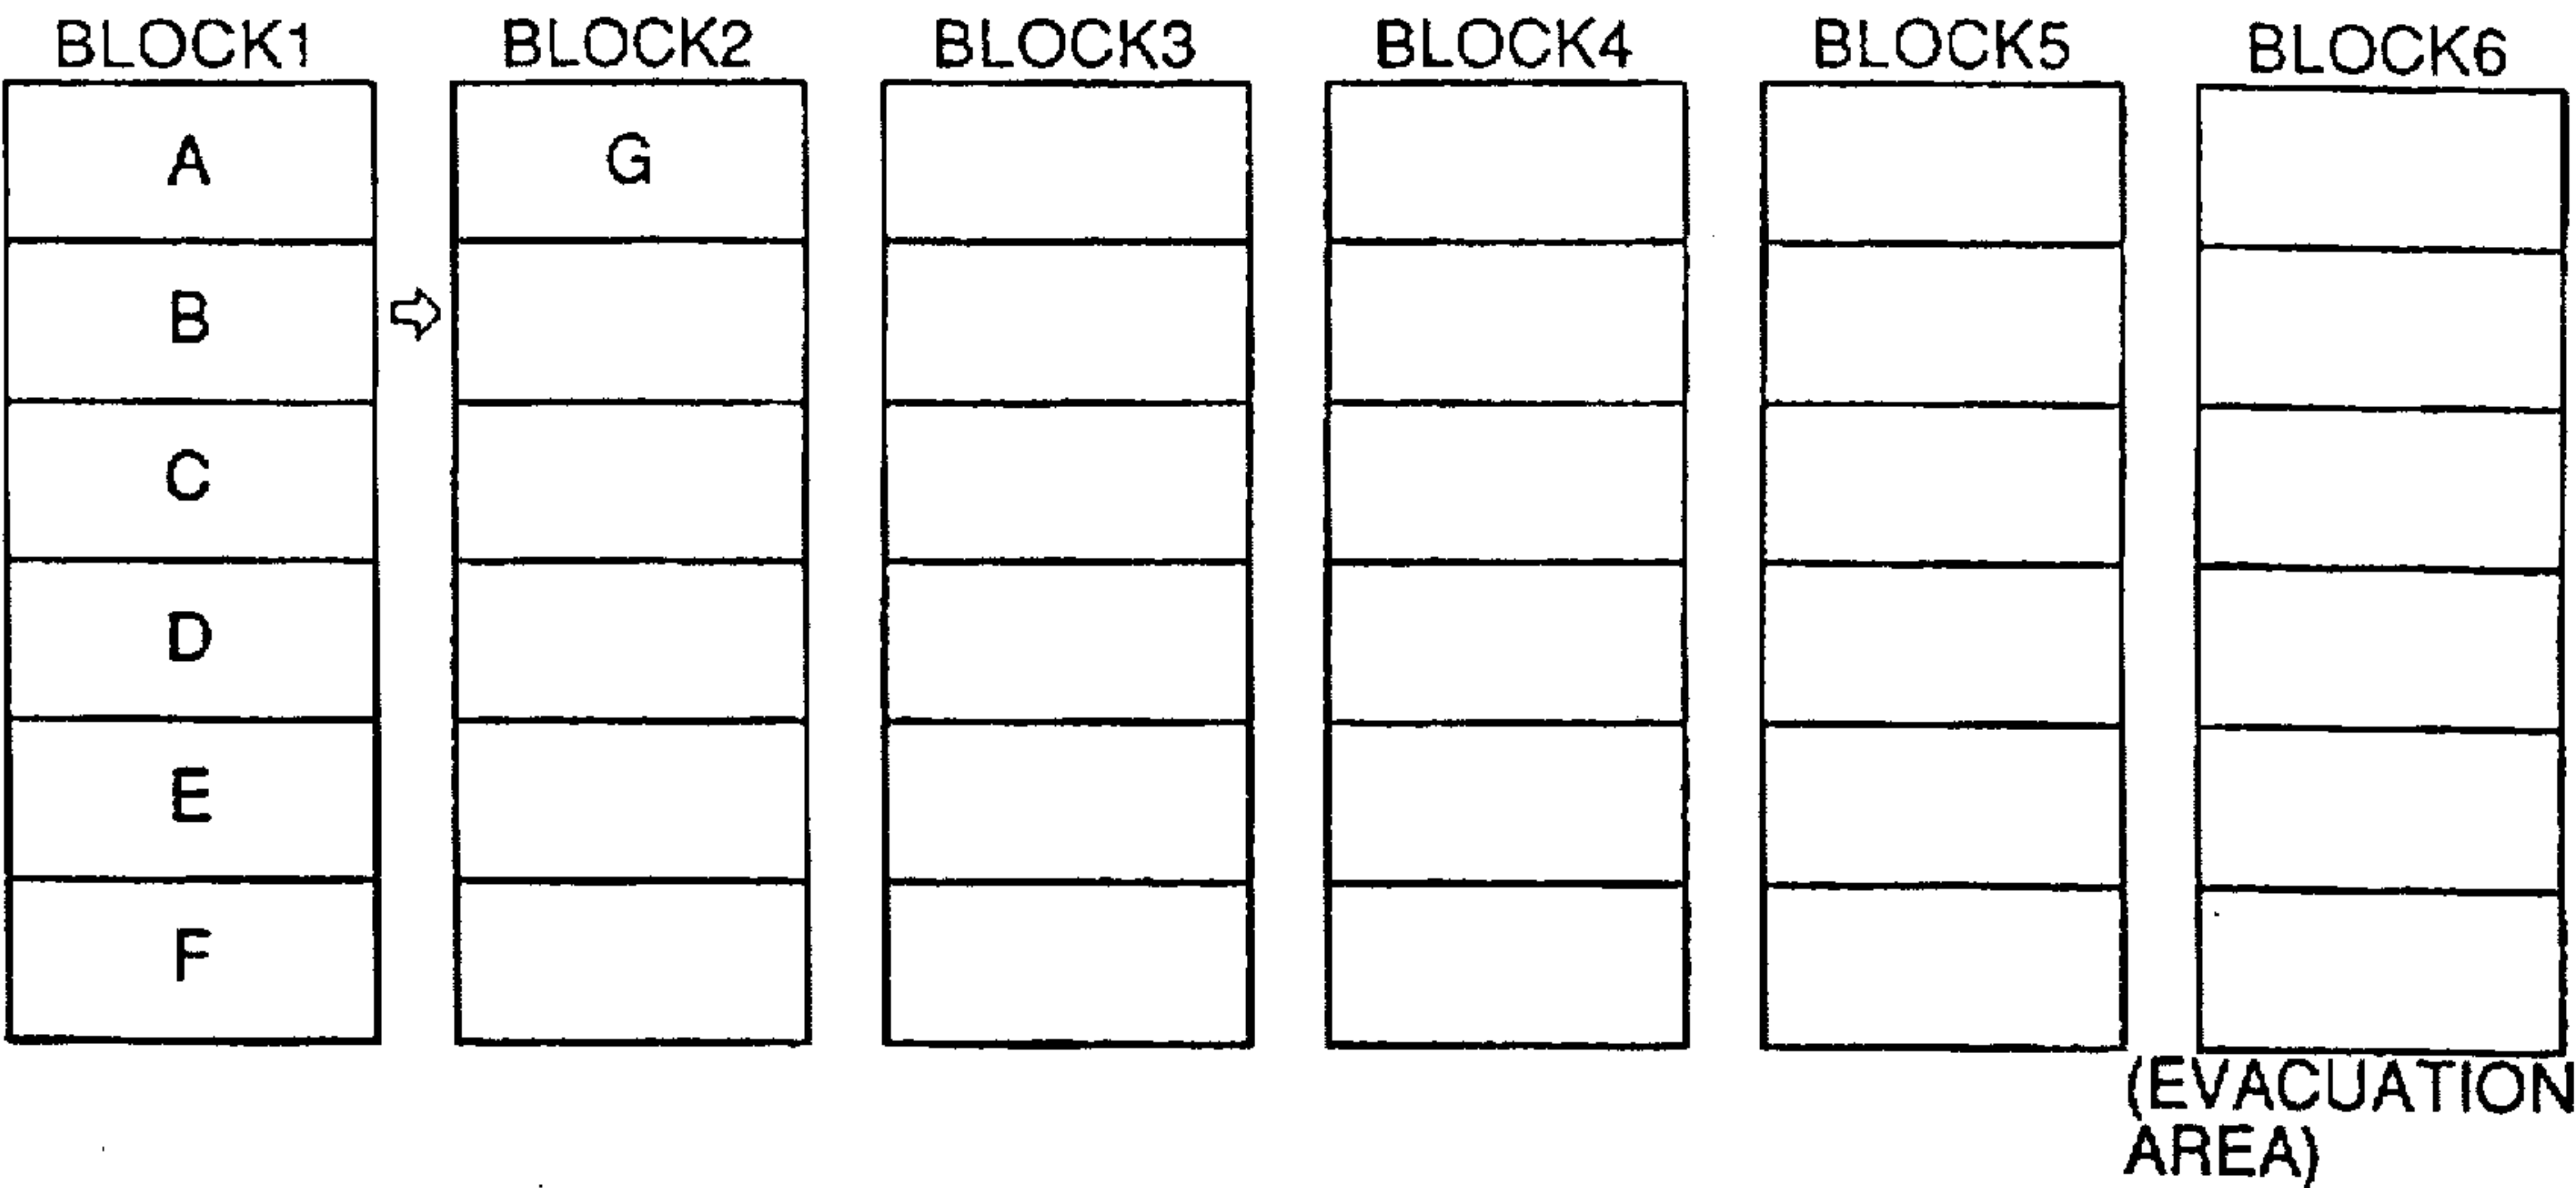 BLOCK1 BLOCK2 BLOCK3 BLOCK4 BLOCK5 BLOCK6
A G
B
C
D
E
F
(EVACUATION
AREA)